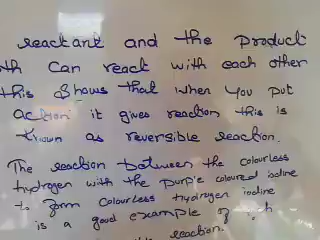 reactant and the product
th can react with each other
this shows that when you put
action it gives reaction this is
known as reversible reaction.
The reaction between the colourless
hydrogen with the purple coloured iodine
to form colourless hydrogen iodine
is a good example of
reaction.